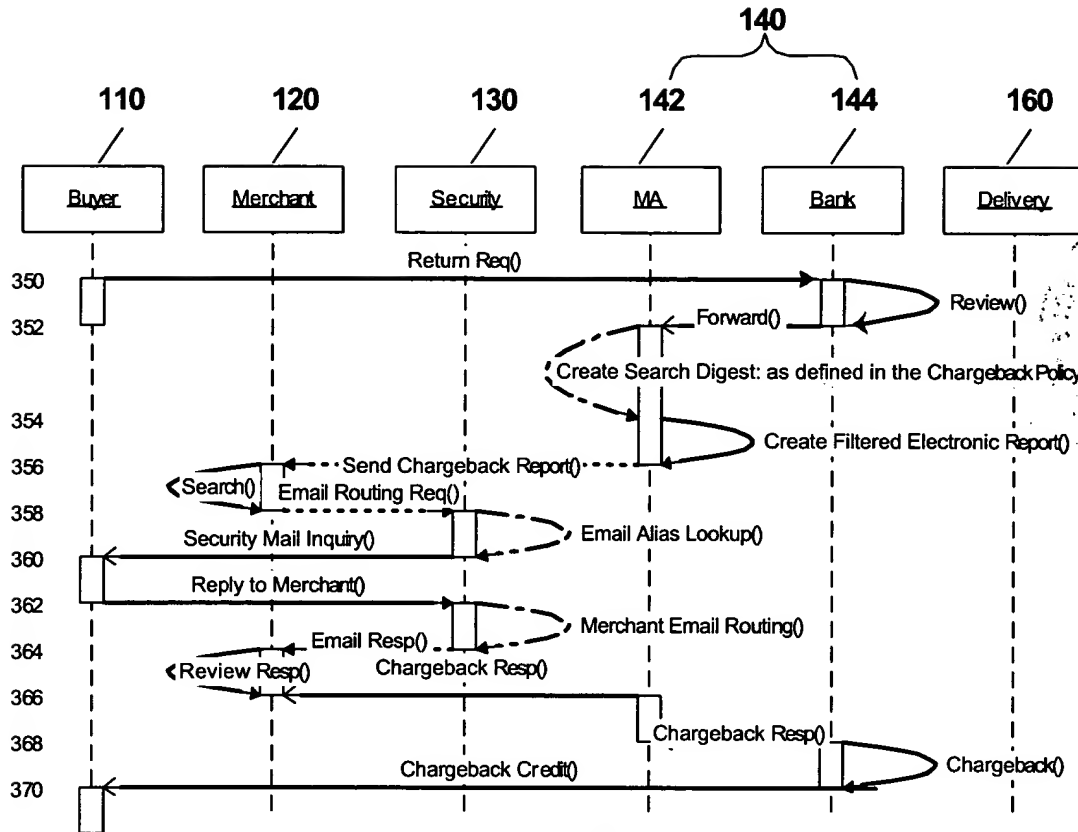 140
110 120 130 142 144 160
Buyer Merchant Security MA Bank Delivery
350 Return Req()
Review()
352 Forward()
Create Search Digest: as defined in the Chargeback Policy
354
Create Filtered Electronic Report()
356 Send Chargeback Report()
Search() Email Routing Req()
358
Email Alias Lookup()
Security Mail Inquiry()
360
Reply to Merchant()
362
Merchant Email Routing()
Email Resp()
364
Review Resp() Chargeback Resp()
366
Chargeback Resp()
368
Chargeback()
Chargeback Credit()
370